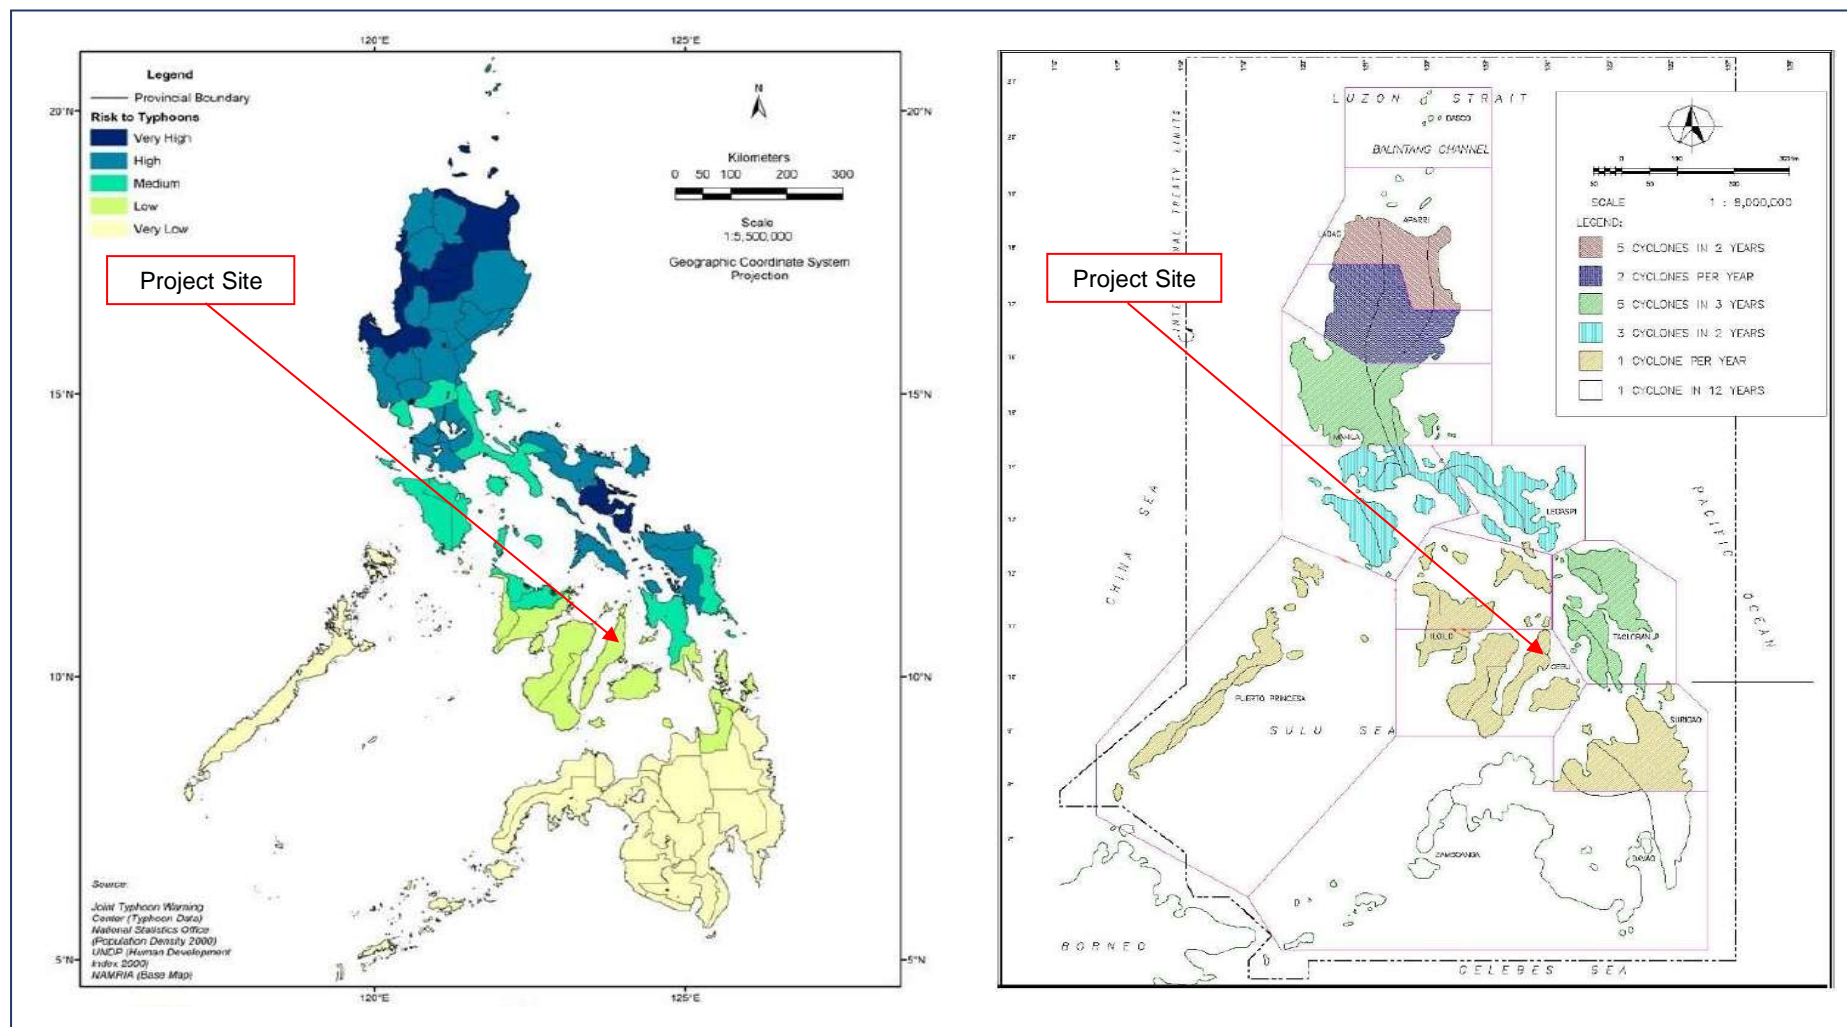 120°E
125°E
20°N
20°N
15°N
15°N
10°N
10°N
5°N
5°N
120°E
125°E
Legend
Provincial Boundary
Risk to Typhoons
Very High
High
Medium
Low
Very Low
N
Kilometers
0 50 100 200 300
Scale
1:5,500,000
Geographic Coordinate System
Projection
Project Site
Source:
Joint Typhoon Warning
Center (Typhoon Data)
National Statistics Office
(Population Density 2000)
UNDP (Human Development
Index 2000)
NAMRIA (Base Map)
LUZON STRAIT
BASCO
BALINTANG CHANNEL
INTERNATIONAL TREATY LIMITS
APARRI
LAOAG
Project Site
SCALE
LEGEND:
5 CYCLONES IN 2 YEARS
2 CYCLONES PER YEAR
5 CYCLONES IN 3 YEARS
3 CYCLONES IN 2 YEARS
1 CYCLONE PER YEAR
1 CYCLONE IN 12 YEARS
MANILA
LEGASPI
CHINA SEA
PACIFIC OCEAN
ILOILO
CEBU
TACLOBAN
PUERTO PRINCESA
SULU SEA
SURIGAO
ZAMBOANGA
DAVAO
BORNEO
CELEBES SEA